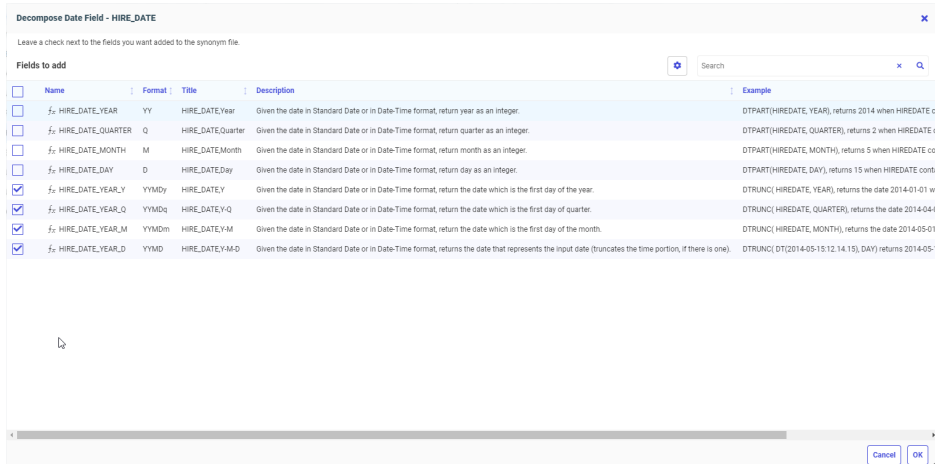 Decompose Date Field - HIRE_DATE
Leave a check next to the fields you want added to the synonym file.
Fields to add
Search
Name Format Title Description Example
fx HIRE_DATE_YEAR YY HIRE_DATE,Year Given the date in Standard Date or in Date-Time format, return year as an integer. DTPART(HIREDATE, YEAR), returns 2014 when HIREDATE c
fx HIRE_DATE_QUARTER Q HIRE_DATE,Quarter Given the date in Standard Date or in Date-Time format, return quarter as an integer. DTPART(HIREDATE, QUARTER), returns 2 when HIREDATE c
fx HIRE_DATE_MONTH M HIRE_DATE,Month Given the date in Standard Date or in Date-Time format, return month as an integer. DTPART(HIREDATE, MONTH), returns 5 when HIREDATE co
fx HIRE_DATE_DAY D HIRE_DATE,Day Given the date in Standard Date or in Date-Time format, return day as an integer. DTPART(HIREDATE, DAY), returns 15 when HIREDATE conta
fx HIRE_DATE_YEAR_Y YYMDy HIRE_DATE,Y Given the date in Standard Date or in Date-Time format, return the date which is the first day of the year. DTRUNC( HIREDATE, YEAR), returns the date 2014-01-01 w
fx HIRE_DATE_YEAR_Q YYMDq HIRE_DATE,Y-Q Given the date in Standard Date or in Date-Time format, return the date which is the first day of quarter. DTRUNC( HIREDATE, QUARTER), returns the date 2014-04-
fx HIRE_DATE_YEAR_M YYMDm HIRE_DATE,Y-M Given the date in Standard Date or in Date-Time format, return the date which is the first day of the month. DTRUNC( HIREDATE, MONTH), returns the date 2014-05-01
fx HIRE_DATE_YEAR_D YYMD HIRE_DATE,Y-M-D Given the date in Standard Date or in Date-Time format, returns the date that represents the input date (truncates the time portion, if there is one). DTRUNC( DT(2014-05-15:12.14.15), DAY) returns 2014-05-
Cancel OK